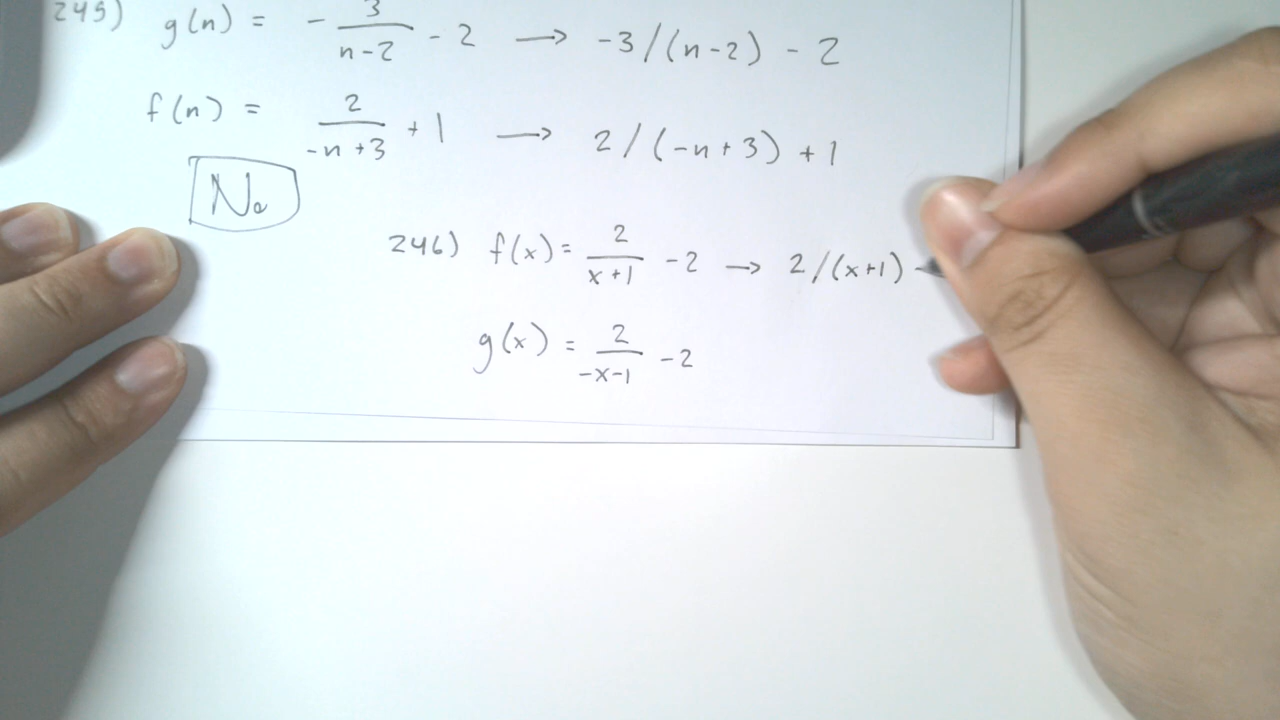 245) g(n) = - 3/(n-2) - 2 → -3/(n-2) - 2
f(n) = 2/(-n+3) + 1 → 2/(-n+3) + 1
No
246) f(x) = 2/(x+1) - 2 → 2/(x+1) -
g(x) = 2/(-x-1) - 2